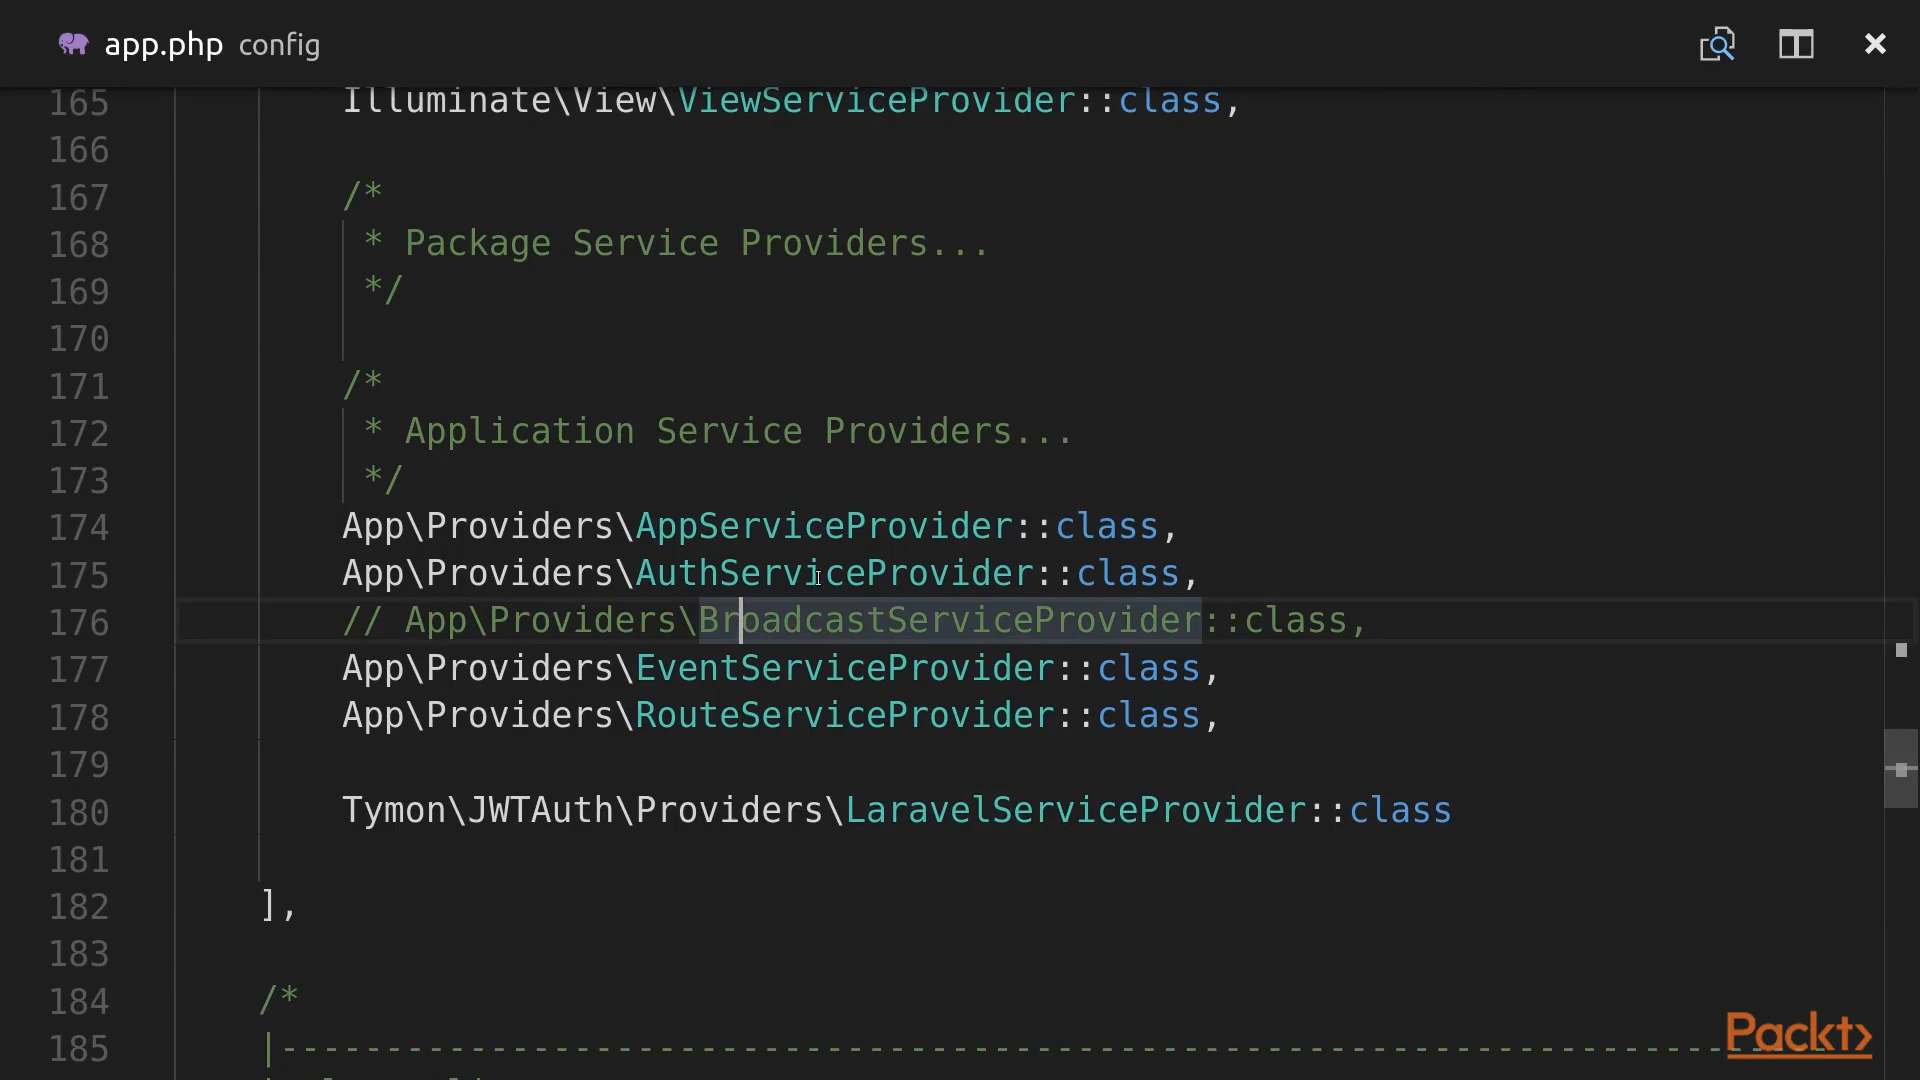 app.php config
165 Illuminate\View\ViewServiceProvider::class,
166
167 /*
168 * Package Service Providers...
169 */
170
171 /*
172 * Application Service Providers...
173 */
174 App\Providers\AppServiceProvider::class,
175 App\Providers\AuthServiceProvider::class,
176 // App\Providers\BroadcastServiceProvider::class,
177 App\Providers\EventServiceProvider::class,
178 App\Providers\RouteServiceProvider::class,
179
180 Tymon\JWTAuth\Providers\LaravelServiceProvider::class
181
182 ],
183
184 /*
185 |--------------------------------------------------------------------------
Packt>